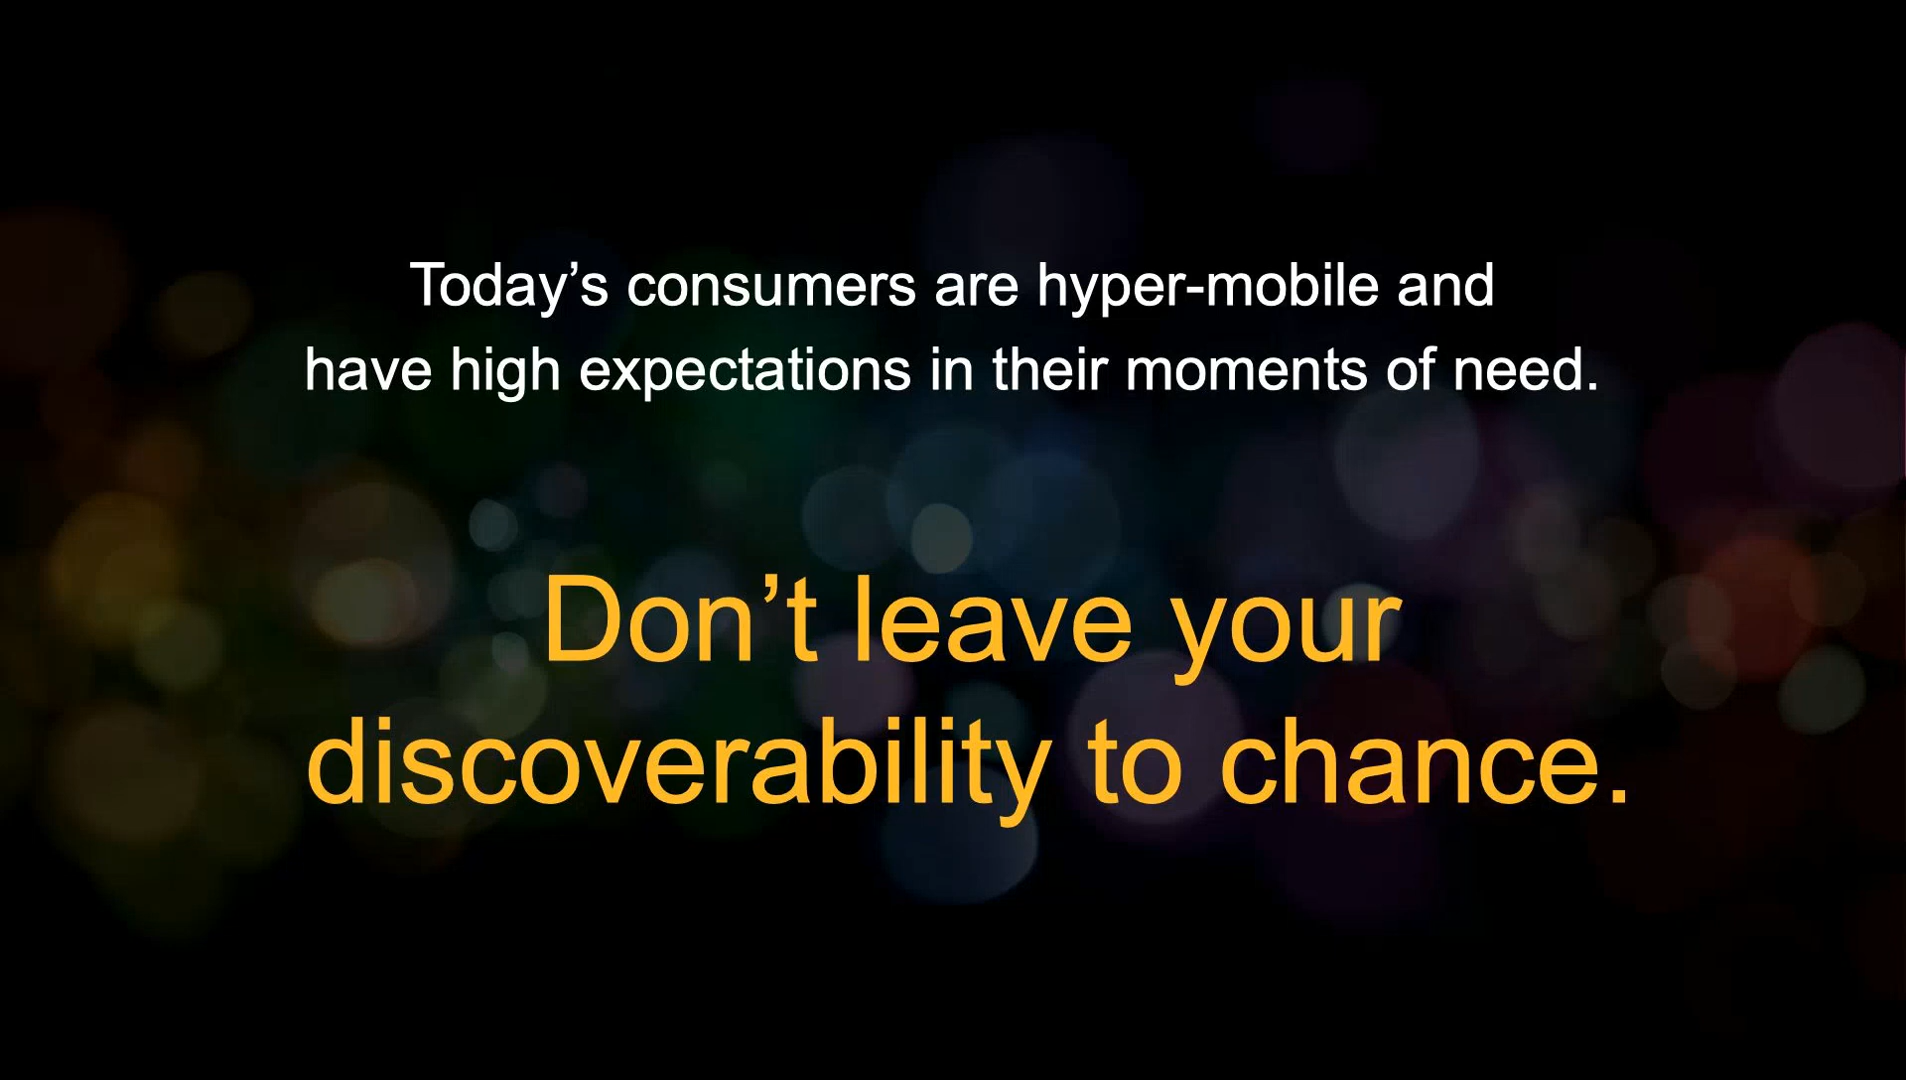 Today’s consumers are hyper-mobile and
have high expectations in their moments of need.
Don’t leave your
discoverability to chance.